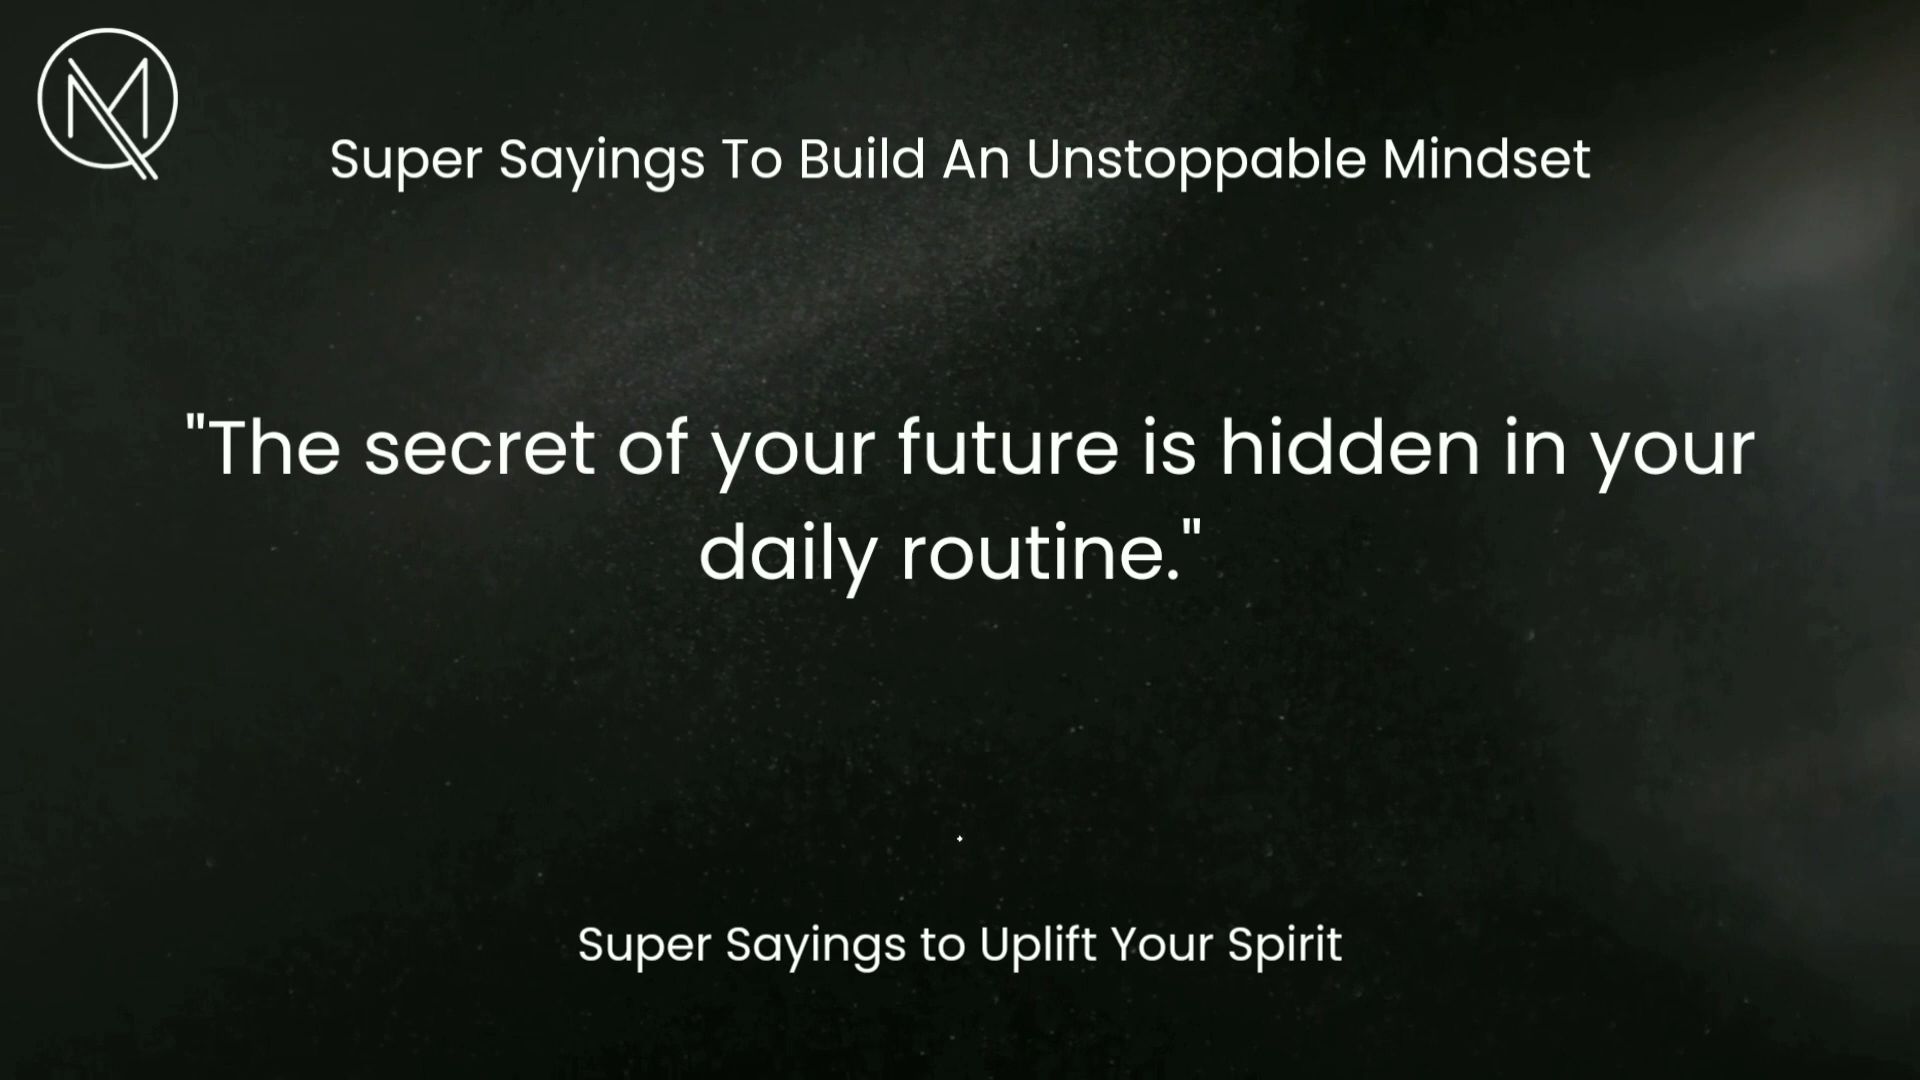 Super Sayings To Build An Unstoppable Mindset
"The secret of your future is hidden in your
daily routine."
Super Sayings to Uplift Your Spirit